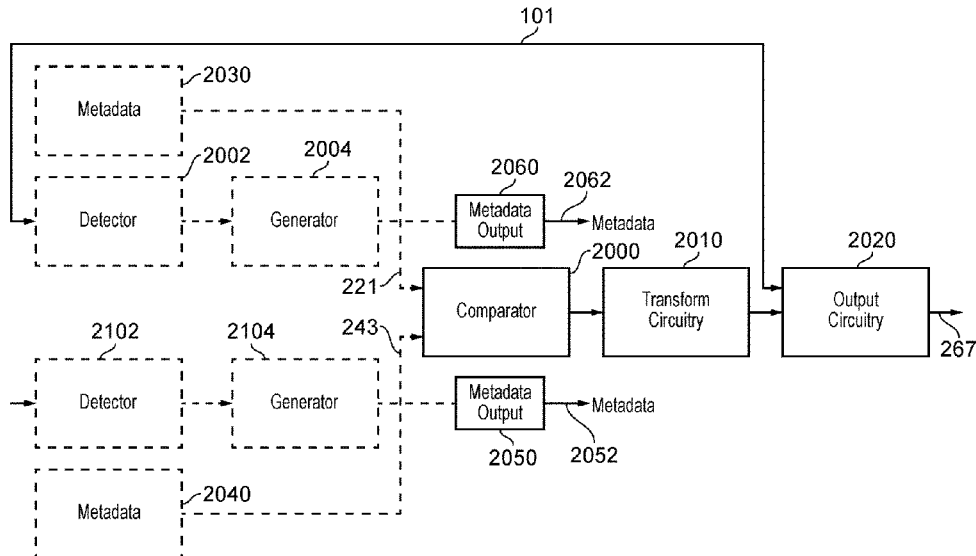 101
2030
Metadata
2002
2004
2060
2062
Detector
Generator
Metadata
Output
Metadata
2000
2010
2020
221
Comparator
Transform
Circuitry
Output
Circuitry
243
267
2102
2104
Detector
Generator
Metadata
Output
Metadata
2050
2052
2040
Metadata